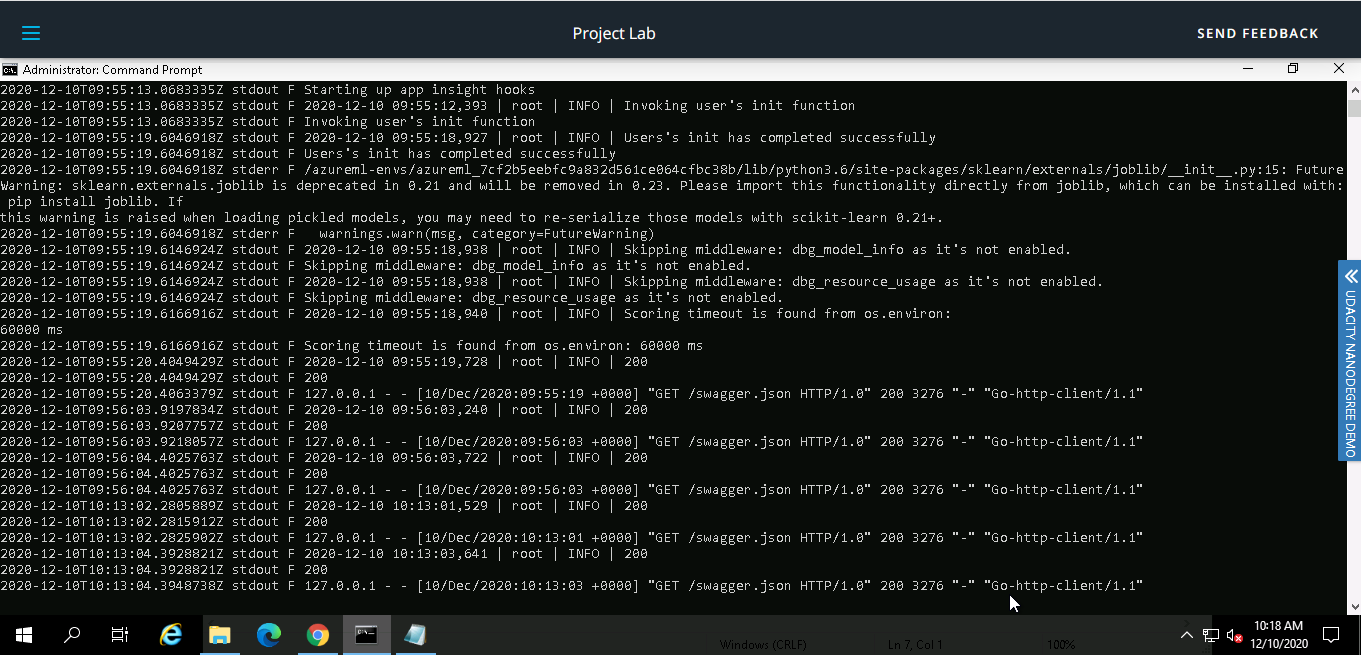 Project Lab
SEND FEEDBACK
Administrator: Command Prompt
2020-12-10T09:55:13.0683335Z stdout F Starting up app insight hooks
2020-12-10T09:55:13.0683335Z stdout F 2020-12-10 09:55:12,393 | root | INFO | Invoking user's init function
2020-12-10T09:55:13.0683335Z stdout F Invoking user's init function
2020-12-10T09:55:19.6046918Z stdout F 2020-12-10 09:55:18,927 | root | INFO | Users's init has completed successfully
2020-12-10T09:55:19.6046918Z stdout F Users's init has completed successfully
2020-12-10T09:55:19.6046918Z stderr F /azureml-envs/azureml_7cf2b5eebfc9a832d561ce064cfbc38b/lib/python3.6/site-packages/sklearn/externals/joblib/__init__.py:15: Future
Warning: sklearn.externals.joblib is deprecated in 0.21 and will be removed in 0.23. Please import this functionality directly from joblib, which can be installed with:
pip install joblib. If
this warning is raised when loading pickled models, you may need to re-serialize those models with scikit-learn 0.21+.
2020-12-10T09:55:19.6046918Z stderr F   warnings.warn(msg, category=FutureWarning)
2020-12-10T09:55:19.6146924Z stdout F 2020-12-10 09:55:18,938 | root | INFO | Skipping middleware: dbg_model_info as it's not enabled.
2020-12-10T09:55:19.6146924Z stdout F Skipping middleware: dbg_model_info as it's not enabled.
2020-12-10T09:55:19.6146924Z stdout F 2020-12-10 09:55:18,938 | root | INFO | Skipping middleware: dbg_resource_usage as it's not enabled.
2020-12-10T09:55:19.6146924Z stdout F Skipping middleware: dbg_resource_usage as it's not enabled.
2020-12-10T09:55:19.6166916Z stdout F 2020-12-10 09:55:18,940 | root | INFO | Scoring timeout is found from os.environ:
60000 ms
2020-12-10T09:55:19.6166916Z stdout F Scoring timeout is found from os.environ: 60000 ms
2020-12-10T09:55:20.4049429Z stdout F 2020-12-10 09:55:19,728 | root | INFO | 200
2020-12-10T09:55:20.4049429Z stdout F 200
2020-12-10T09:55:20.4063379Z stdout F 127.0.0.1 - - [10/Dec/2020:09:55:19 +0000] "GET /swagger.json HTTP/1.0" 200 3276 "-" "Go-http-client/1.1"
2020-12-10T09:56:03.9197834Z stdout F 2020-12-10 09:56:03,240 | root | INFO | 200
2020-12-10T09:56:03.9207757Z stdout F 200
2020-12-10T09:56:03.9218057Z stdout F 127.0.0.1 - - [10/Dec/2020:09:56:03 +0000] "GET /swagger.json HTTP/1.0" 200 3276 "-" "Go-http-client/1.1"
2020-12-10T09:56:04.4025763Z stdout F 2020-12-10 09:56:03,722 | root | INFO | 200
2020-12-10T09:56:04.4025763Z stdout F 200
2020-12-10T09:56:04.4025763Z stdout F 127.0.0.1 - - [10/Dec/2020:09:56:03 +0000] "GET /swagger.json HTTP/1.0" 200 3276 "-" "Go-http-client/1.1"
2020-12-10T10:13:02.2805889Z stdout F 2020-12-10 10:13:01,529 | root | INFO | 200
2020-12-10T10:13:02.2815912Z stdout F 200
2020-12-10T10:13:02.2825902Z stdout F 127.0.0.1 - - [10/Dec/2020:10:13:01 +0000] "GET /swagger.json HTTP/1.0" 200 3276 "-" "Go-http-client/1.1"
2020-12-10T10:13:04.3928821Z stdout F 2020-12-10 10:13:03,641 | root | INFO | 200
2020-12-10T10:13:04.3928821Z stdout F 200
2020-12-10T10:13:04.3948738Z stdout F 127.0.0.1 - - [10/Dec/2020:10:13:03 +0000] "GET /swagger.json HTTP/1.0" 200 3276 "-" "Go-http-client/1.1"
UDACITY NANODEGREE DEMO
Windows (CRLF)
Ln 7, Col 1
100%
10:18 AM
12/10/2020